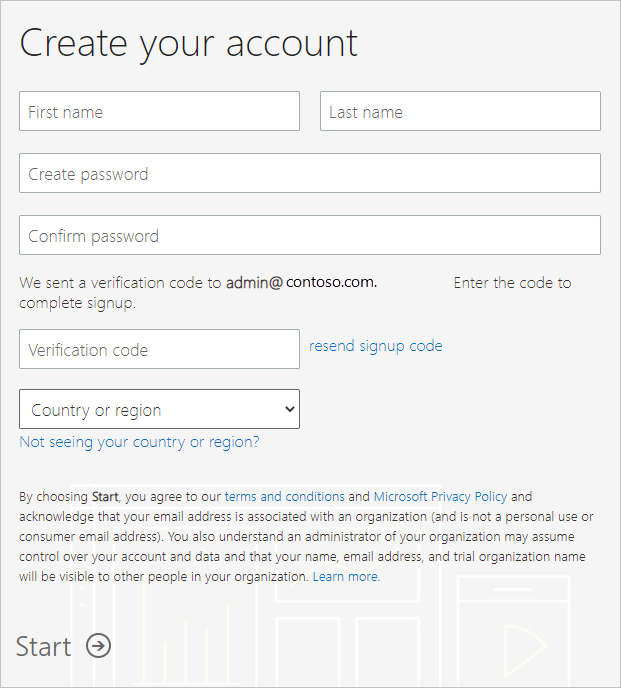 Create your account
First name Last name
Create password
Confirm password
We sent a verification code to admin@contoso.com. Enter the code to
complete signup.
Verification code resend signup code
Country or region
Not seeing your country or region?
By choosing Start, you agree to our terms and conditions and Microsoft Privacy Policy and
acknowledge that your email address is associated with an organization (and is not a personal use or
consumer email address). You also understand an administrator of your organization may assume
control over your account and data and that your name, email address, and trial organization name
will be visible to other people in your organization. Learn more.
Start